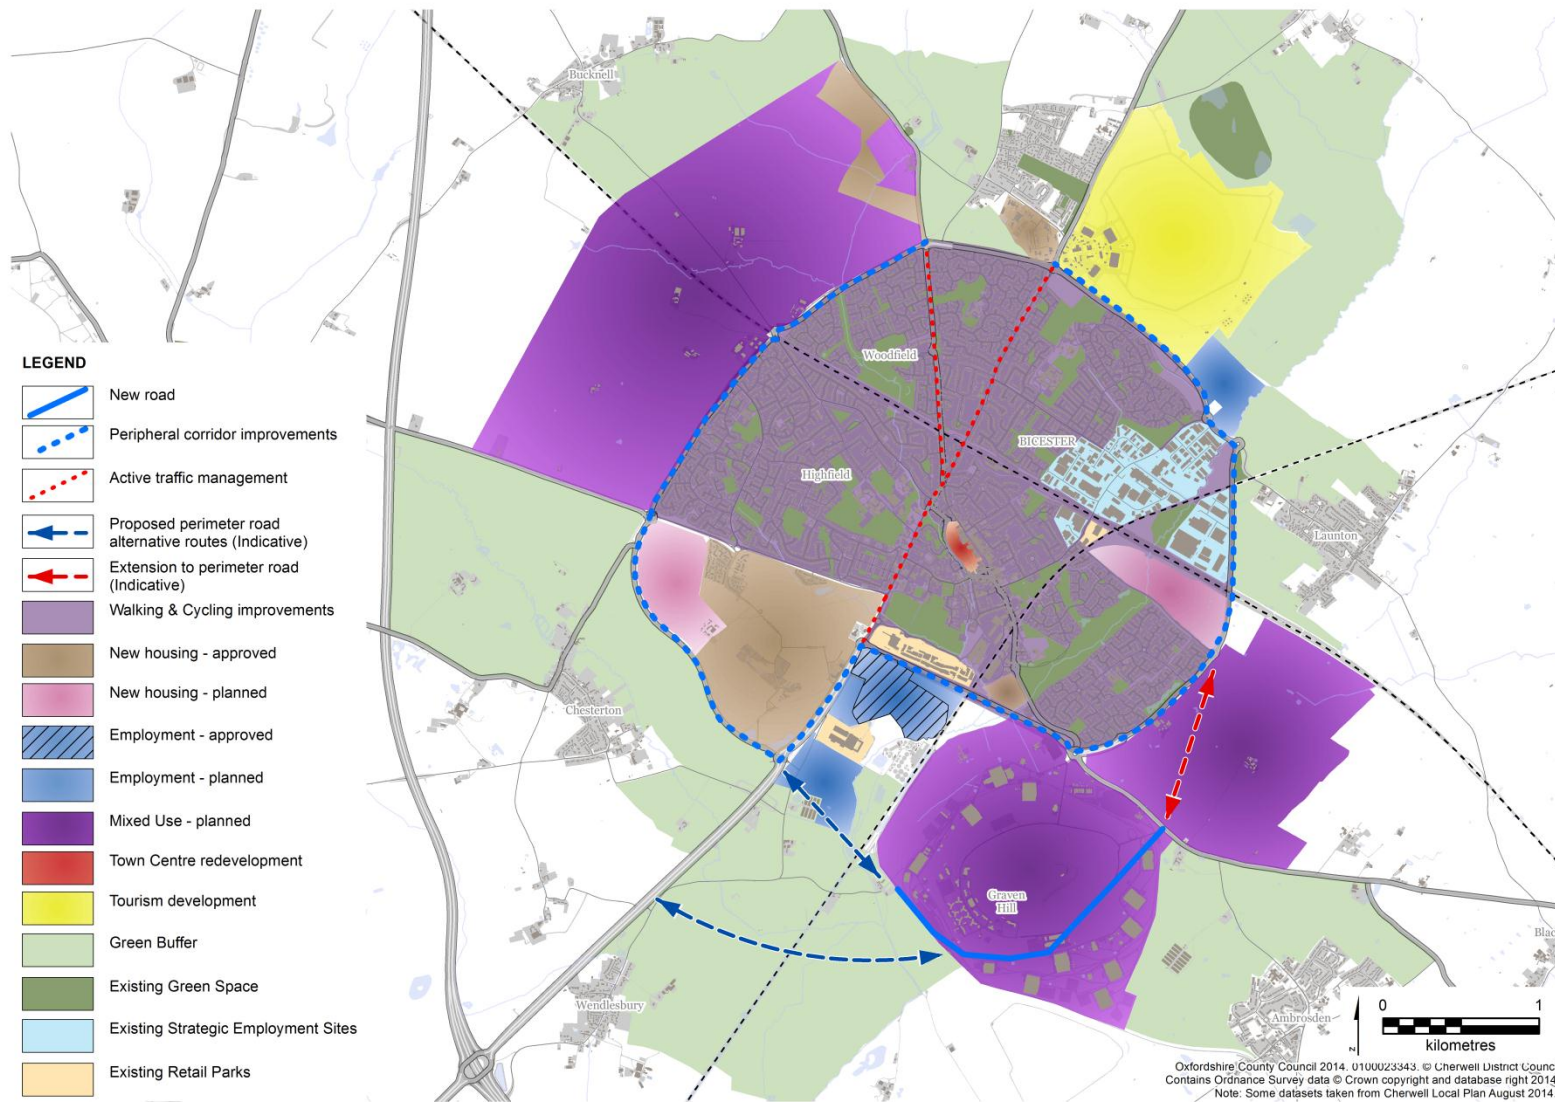 Bucknell
LEGEND
New road
Peripheral corridor improvements
Active traffic management
Proposed perimeter road
alternative routes (Indicative)
Extension to perimeter road
(Indicative)
Walking & Cycling improvements
New housing - approved
New housing - planned
Employment - approved
Employment - planned
Mixed Use - planned
Town Centre redevelopment
Tourism development
Green Buffer
Existing Green Space
Existing Strategic Employment Sites
Existing Retail Parks
Woodfield
BICESTER
Highfield
Launton
Chesterton
Graven
Hill
Wendlesbury
Ambrosden
Blac
z
0 1
kilometres
Oxfordshire County Council 2014. 0100023343. © Cherwell District Counc
Contains Ordnance Survey data © Crown copyright and database right 2014
Note: Some datasets taken from Cherwell Local Plan August 2014.